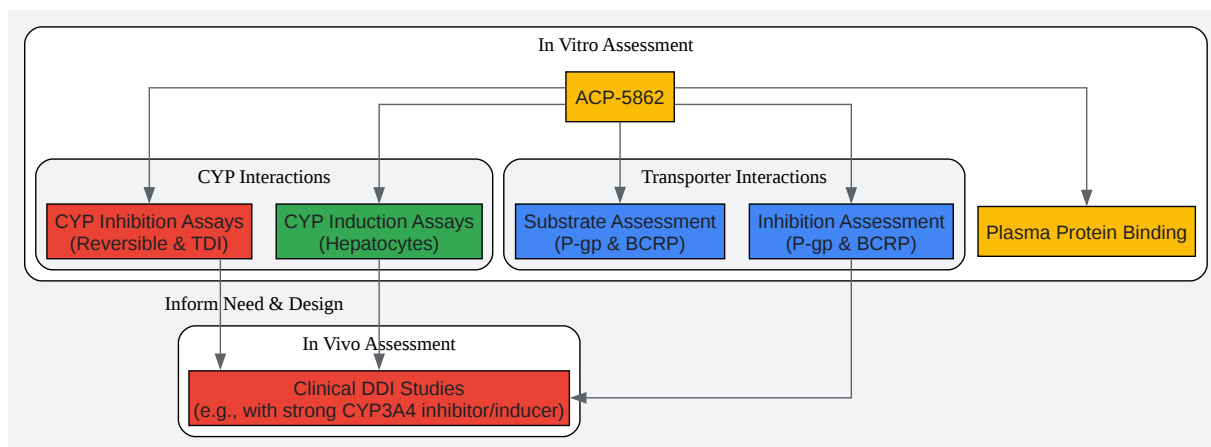 In Vitro Assessment
ACP-5862
CYP Interactions
Transporter Interactions
CYP Inhibition Assays
(Reversible & TDI)
CYP Induction Assays
(Hepatocytes)
Substrate Assessment
(P-gp & BCRP)
Inhibition Assessment
(P-gp & BCRP)
Plasma Protein Binding
Inform Need & Design
In Vivo Assessment
Clinical DDI Studies
(e.g., with strong CYP3A4 inhibitor/inducer)